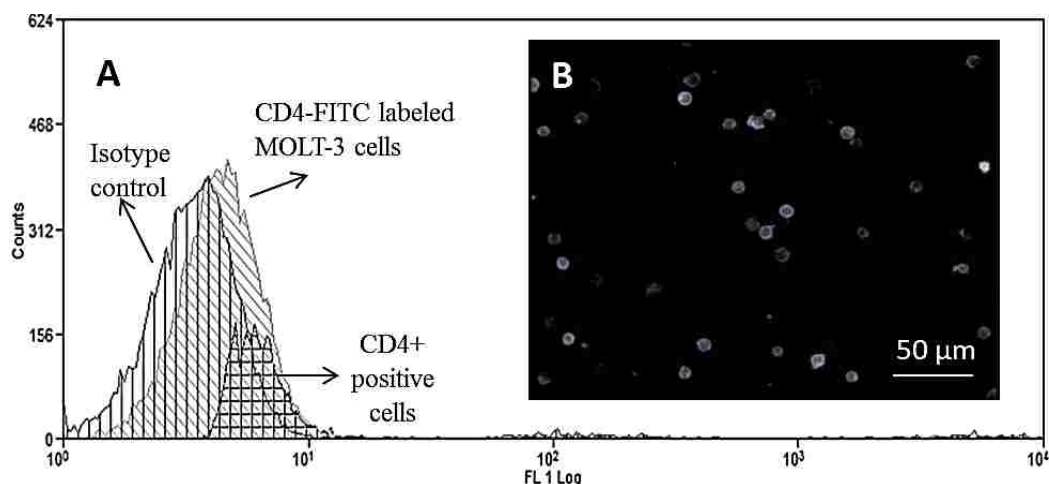 624
468
312
156
0
Counts
A
Isotype
control
CD4-FITC labeled
MOLT-3 cells
CD4+
positive
cells
B
50 µm
10⁰
10¹
10²
10³
10⁴
FL 1 Log